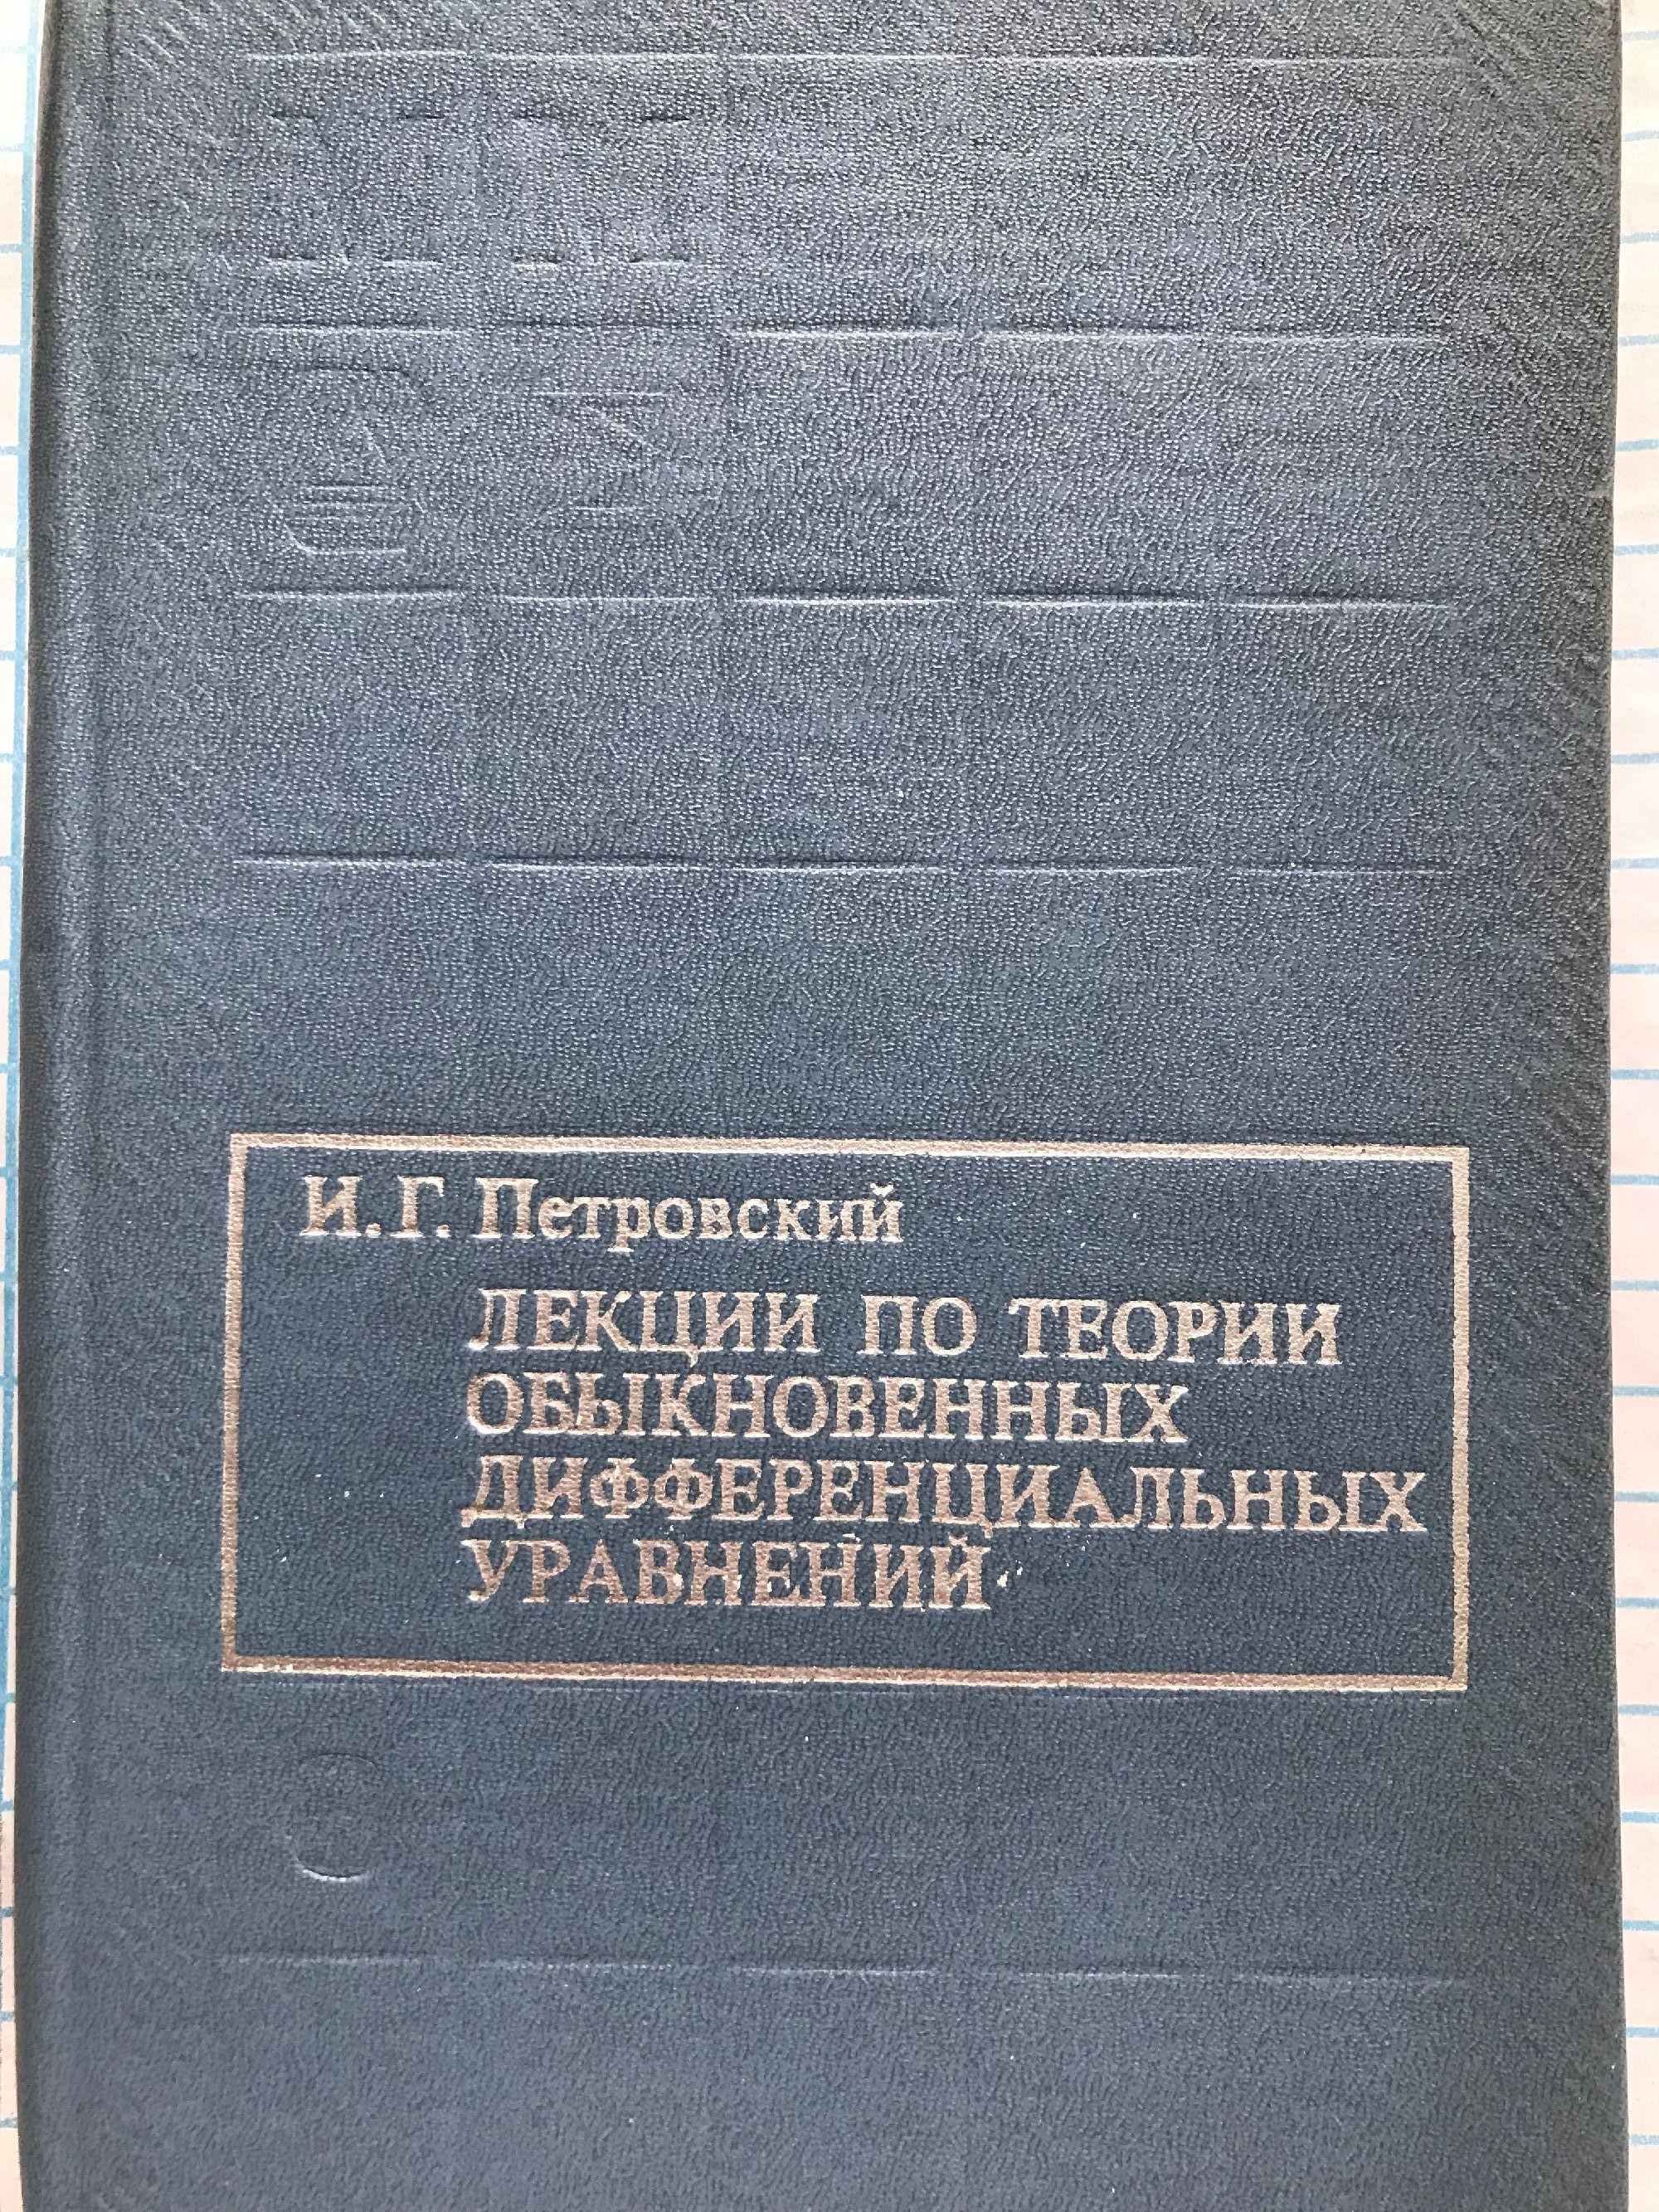 И. Г. Петровский
ЛЕКЦИИ ПО ТЕОРИИ
ОБЫКНОВЕННЫХ
ДИФФЕРЕНЦИАЛЬНЫХ
УРАВНЕНИЙ